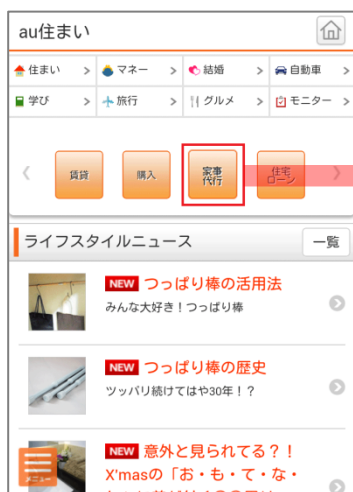 au住まい
住まい > マネー > 結婚 > 自動車 >
学び > 旅行 > グルメ > モニター >
賃貸 購入 家事代行 住宅ローン
ライフスタイルニュース 一覧
NEW つっぱり棒の活用法
みんな大好き！つっぱり棒
NEW つっぱり棒の歴史
ツッパリ続けてはや30年！？
NEW 意外と見られてる？！
X'masの「お・も・て・な・
メニュー